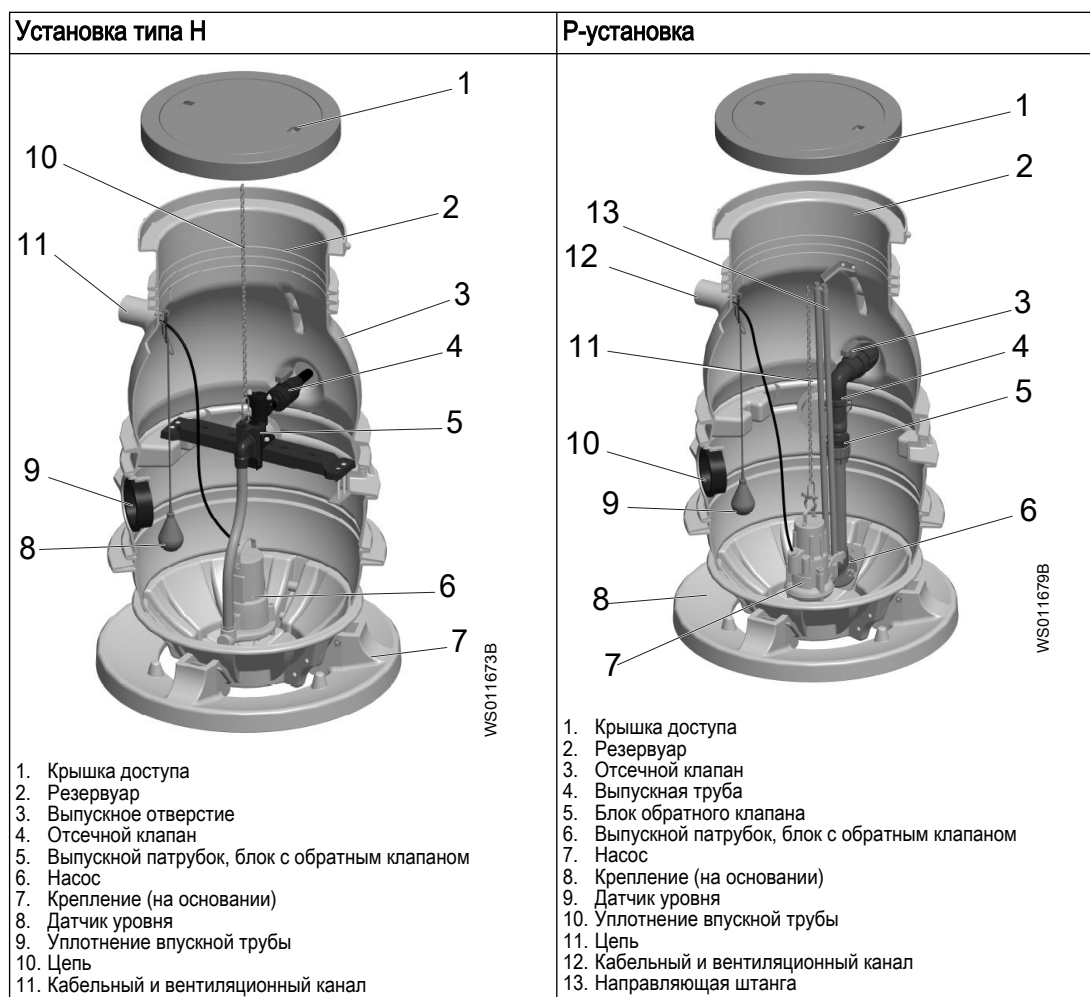 Установка типа H
P-установка
1
10
2
11
3
4
5
9
8
6
7
WS011673B
1. Крышка доступа
2. Резервуар
3. Выпускное отверстие
4. Отсечной клапан
5. Выпускной патрубок, блок с обратным клапаном
6. Насос
7. Крепление (на основании)
8. Датчик уровня
9. Уплотнение впускной трубы
10. Цепь
11. Кабельный и вентиляционный канал
1
2
13
12
3
4
11
5
10
9
6
8
7
WS011679B
1. Крышка доступа
2. Резервуар
3. Отсечной клапан
4. Выпускная труба
5. Блок обратного клапана
6. Выпускной патрубок, блок с обратным клапаном
7. Насос
8. Крепление (на основании)
9. Датчик уровня
10. Уплотнение впускной трубы
11. Цепь
12. Кабельный и вентиляционный канал
13. Направляющая штанга